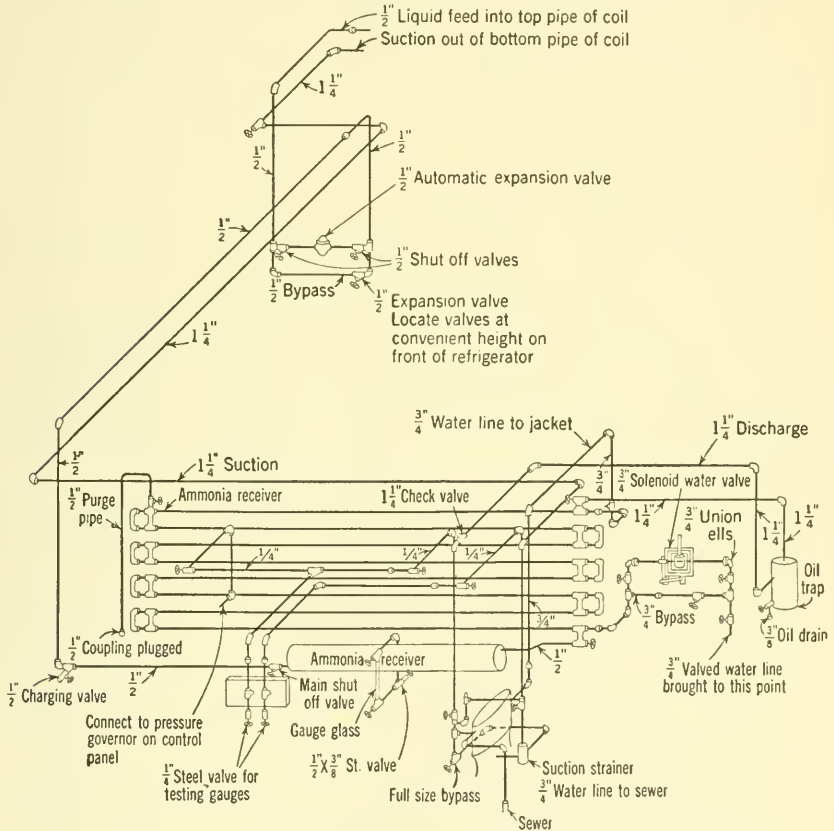 1/2" Liquid feed into top pipe of coil
Suction out of bottom pipe of coil
1 1/4"
1/2"
1/2"
1/2" Automatic expansion valve
1/2"
1/2" Shut off valves
1/2" Bypass
1/2" Expansion valve
Locate valves at
convenient height on
front of refrigerator
1 1/4"
3/4" Water line to jacket
1 1/4" Discharge
1/2"
1 1/4" Suction
3/4"
3/4" Solenoid water valve
1/2" Purge
pipe
Ammonia receiver
1 1/4" Check valve
1 1/4"
3/4" Union
ells
1 1/4"
1 1/4"
1/4"
1/4"
1/4"
Oil
trap
3/4"
3/4" Bypass
3/8" Oil drain
1/2" Coupling plugged
Ammonia receiver
1/2"
3/4" Valved water line
brought to this point
1/2" Charging valve
1/2"
Main shut
off valve
Gauge glass
Connect to pressure
governor on control
panel
1/4" Steel valve for
testing gauges
1/2" X 3/8" St. valve
Full size bypass
Suction strainer
3/4" Water line to sewer
Sewer